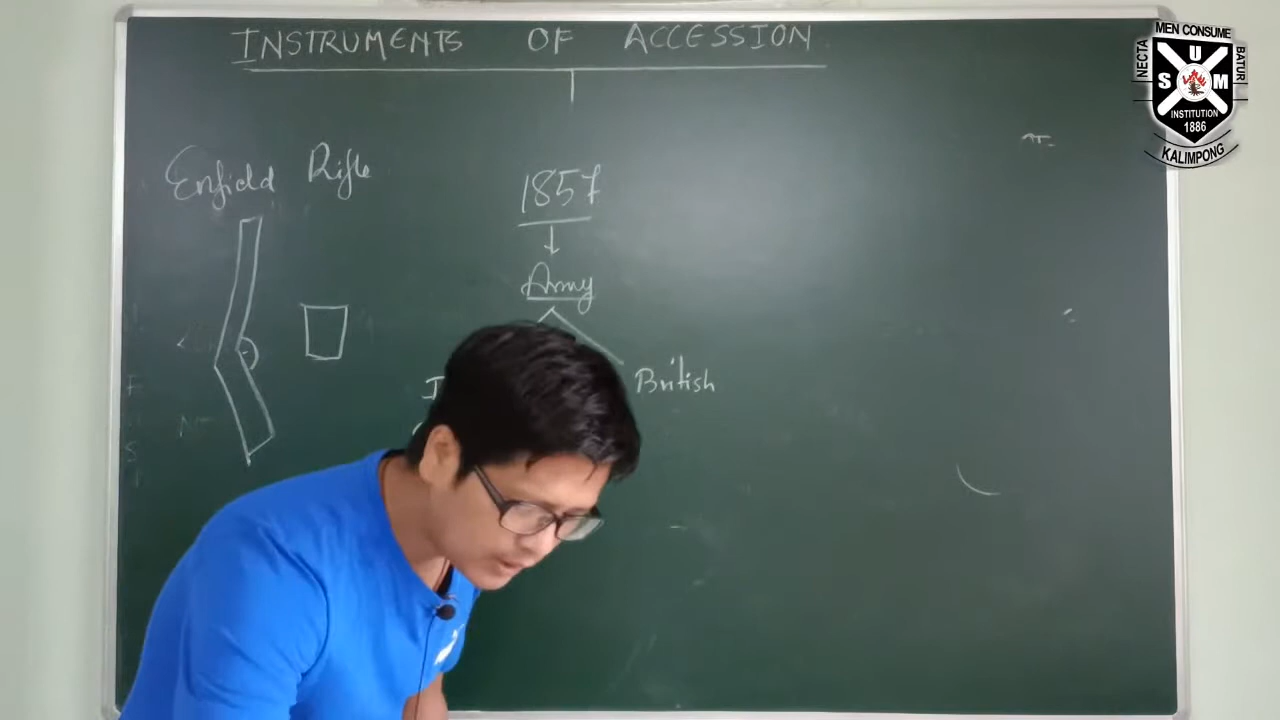 INSTRUMENTS OF ACCESSION
Enfield Rifle
1857
Army
British
NECTA
MEN CONSUME
BATUR
S U M
INSTITUTION
1886
KALIMPONG